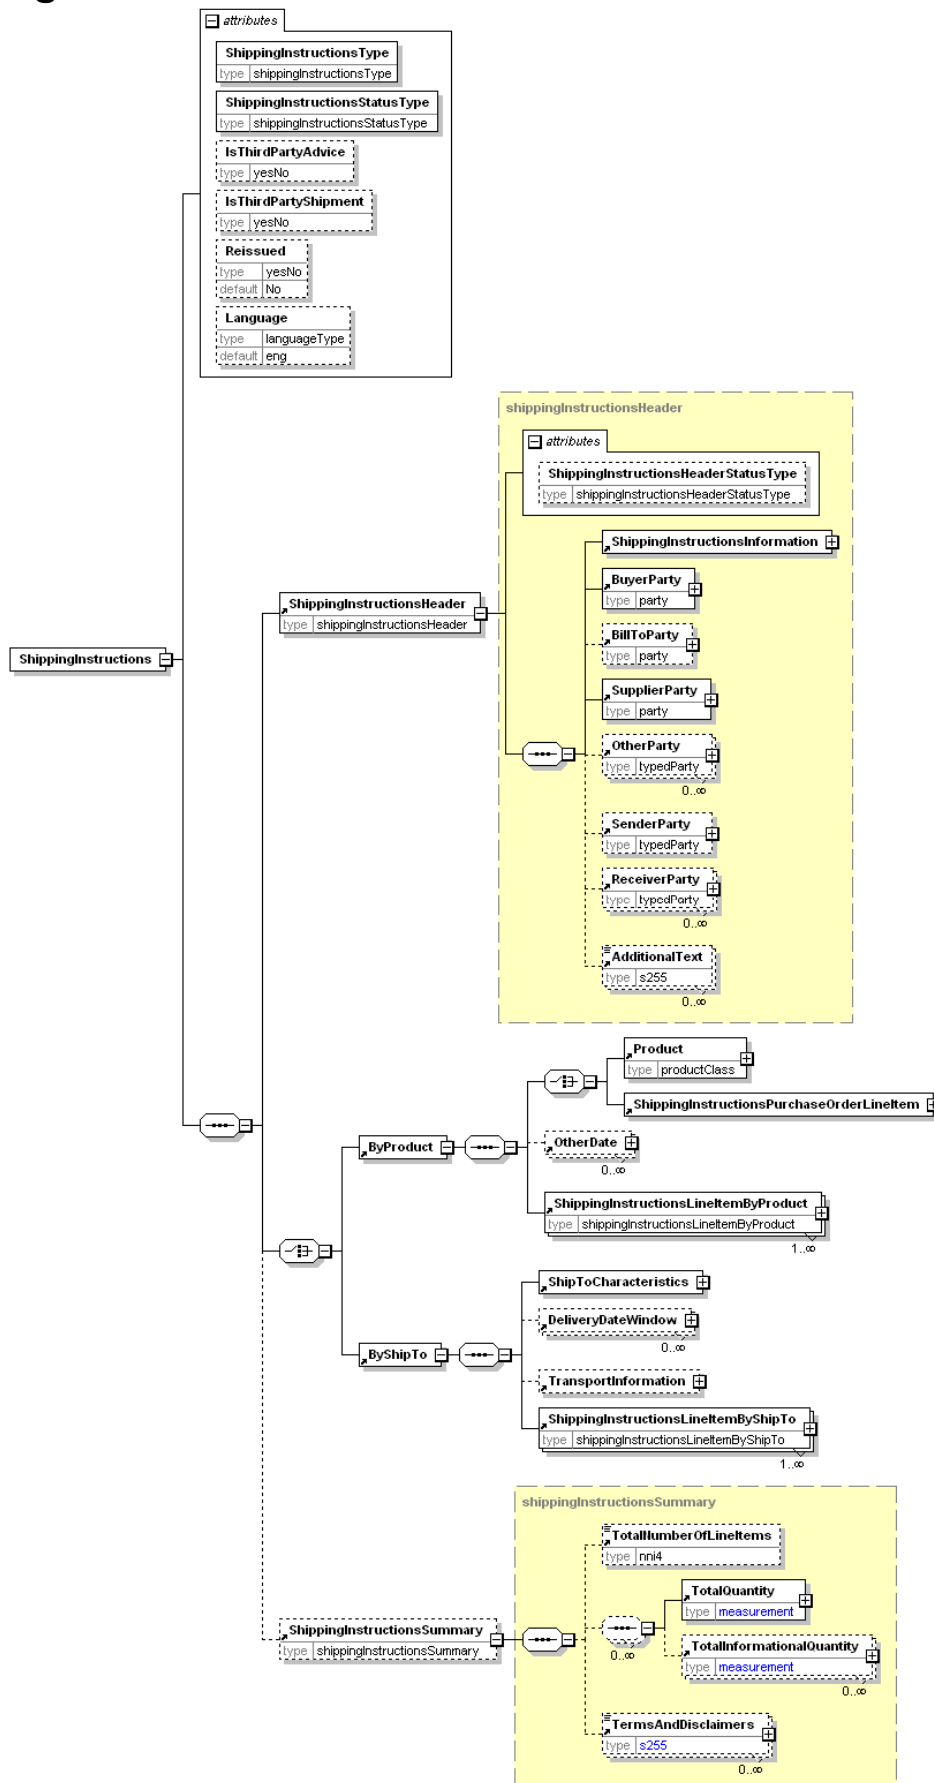 attributes
ShippingInstructionsType
type shippingInstructionsType
ShippingInstructionsStatusType
type shippingInstructionsStatusType
IsThirdPartyAdvice
type yesNo
IsThirdPartyShipment
type yesNo
Reissued
type yesNo
default No
Language
type languageType
default eng
shippingInstructionsHeader
attributes
ShippingInstructionsHeaderStatusType
type shippingInstructionsHeaderStatusType
ShippingInstructionsInformation
BuyerParty
type party
ShippingInstructionsHeader
type shippingInstructionsHeader
BillToParty
type party
ShippingInstructions
SupplierParty
type party
OtherParty
type typedParty
0..∞
SenderParty
type typedParty
ReceiverParty
type typedParty
0..∞
AdditionalText
type s255
0..∞
Product
type productClass
ShippingInstructionsPurchaseOrderLineItem
ByProduct
OtherDate
0..∞
ShippingInstructionsLineItemByProduct
type shippingInstructionsLineItemByProduct
1..∞
ShipToCharacteristics
DeliveryDateWindow
0..∞
ByShipTo
TransportInformation
ShippingInstructionsLineItemByShipTo
type shippingInstructionsLineItemByShipTo
1..∞
shippingInstructionsSummary
TotalNumberOfLineItems
type nni4
TotalQuantity
type measurement
ShippingInstructionsSummary
type shippingInstructionsSummary
0..∞
TotalInformationalQuantity
type measurement
0..∞
TermsAndDisclaimers
type s255
0..∞